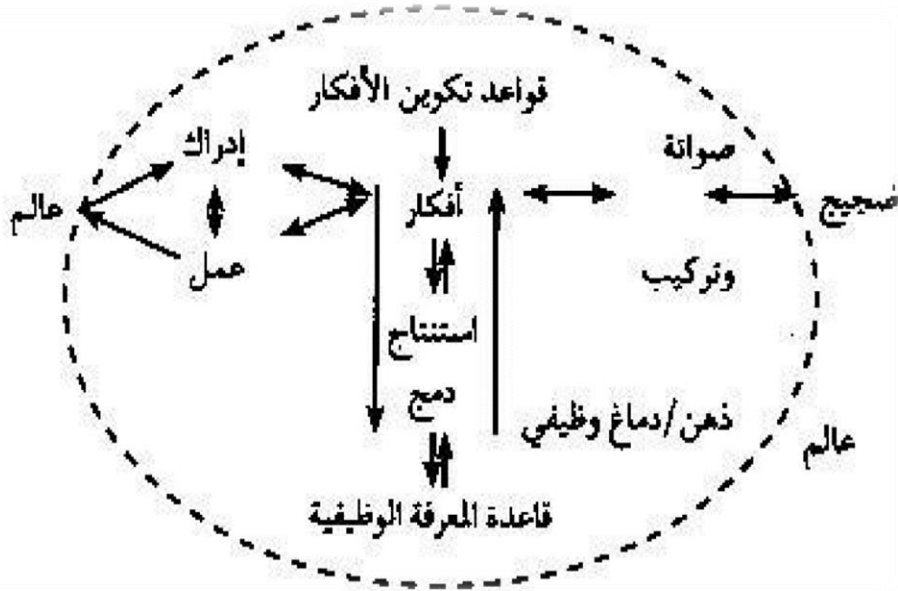 قواعد تكوين الأفكار
صواتة
إدراك
ضجيج
أفكار
عالم
وتركيب
عمل
استنتاج
دمج
ذهن/دماغ وظيفي
عالم
قاعدة المعرفة الوظيفية